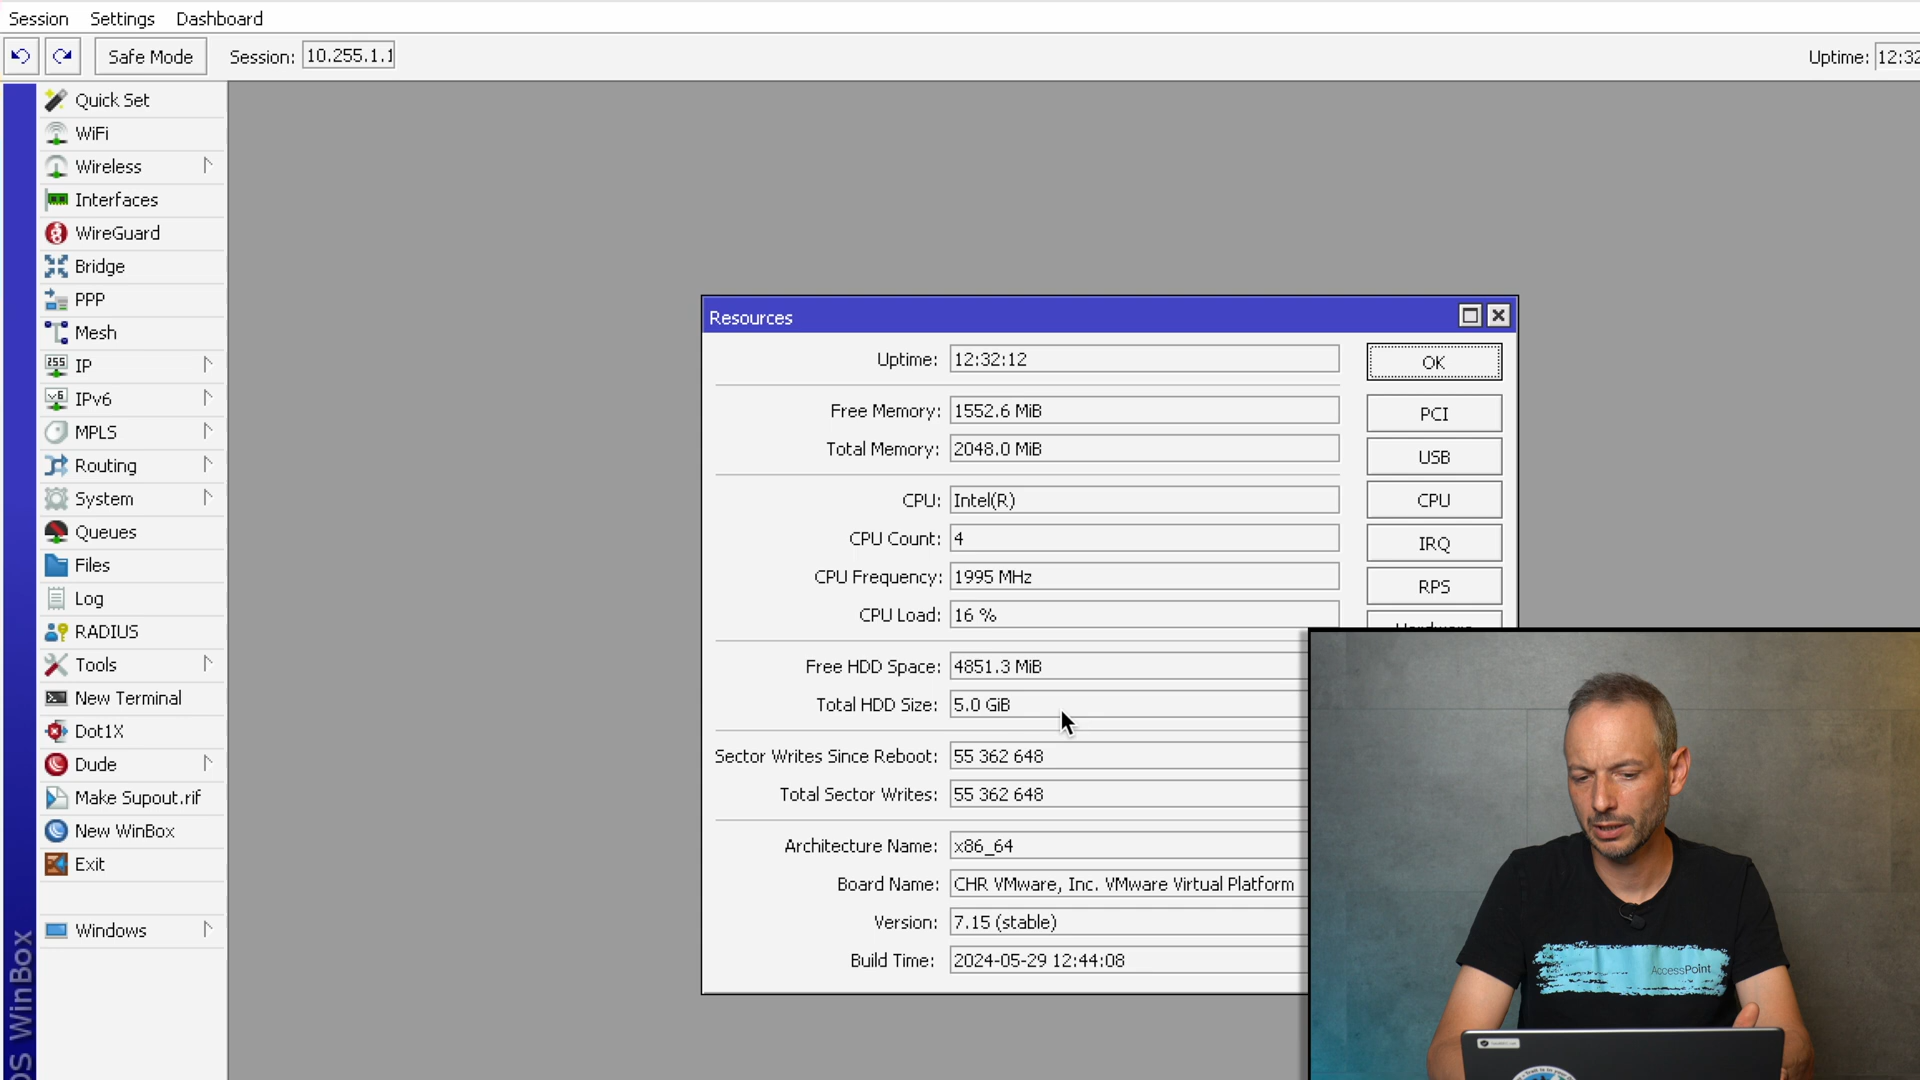 Session Settings Dashboard
Safe Mode Session: 10.255.1.1 Uptime: 12:32
Quick Set
WiFi
Wireless
Interfaces
WireGuard
Bridge
PPP
Mesh
IP
IPv6
MPLS
Routing
System
Queues
Files
Log
RADIUS
Tools
New Terminal
Dot1X
Dude
Make Supout.rif
New WinBox
Exit
Windows
OS WinBox
Resources
Uptime: 12:32:12
Free Memory: 1552.6 MiB
Total Memory: 2048.0 MiB
CPU: Intel(R)
CPU Count: 4
CPU Frequency: 1995 MHz
CPU Load: 16 %
Free HDD Space: 4851.3 MiB
Total HDD Size: 5.0 GiB
Sector Writes Since Reboot: 55 362 648
Total Sector Writes: 55 362 648
Architecture Name: x86_64
Board Name: CHR VMware, Inc. VMware Virtual Platform
Version: 7.15 (stable)
Build Time: 2024-05-29 12:44:08
OK
PCI
USB
CPU
IRQ
RPS
Hardware
AccessPoint